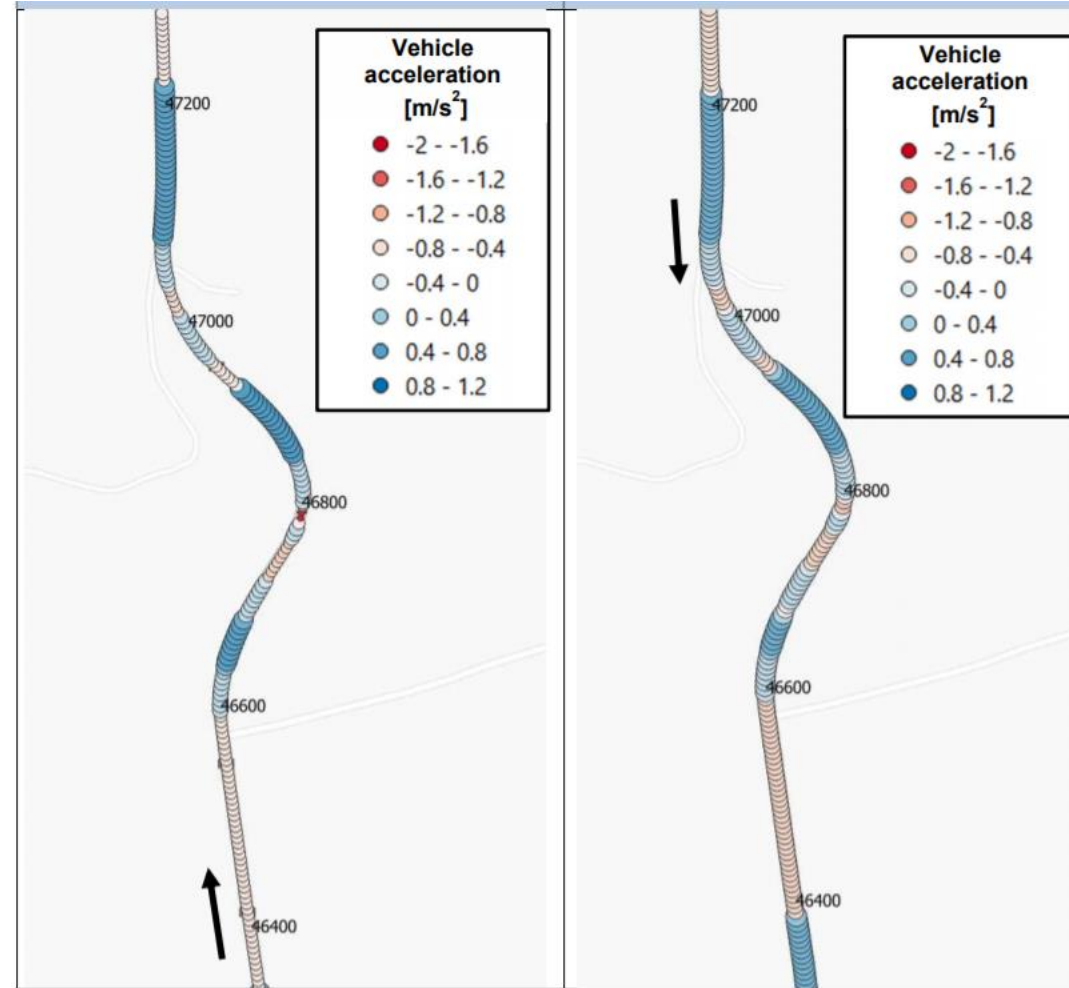 Vehicle
acceleration
[m/s²]
-2 - -1.6
-1.6 - -1.2
-1.2 - -0.8
-0.8 - -0.4
-0.4 - 0
0 - 0.4
0.4 - 0.8
0.8 - 1.2
47200
47000
46800
46600
46400
Vehicle
acceleration
[m/s²]
-2 - -1.6
-1.6 - -1.2
-1.2 - -0.8
-0.8 - -0.4
-0.4 - 0
0 - 0.4
0.4 - 0.8
0.8 - 1.2
47200
47000
46800
46600
46400